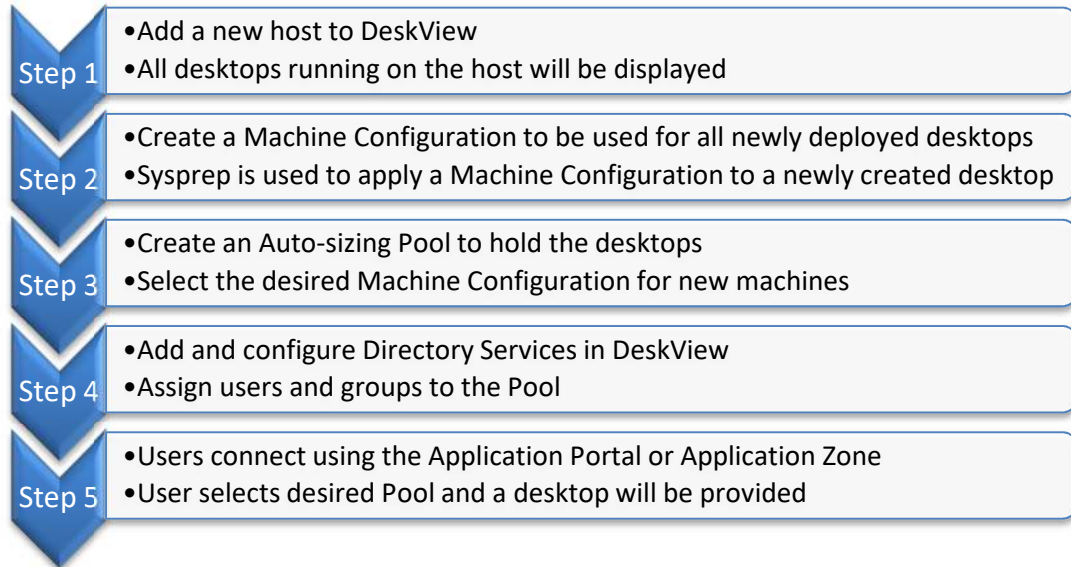 Step 1
•Add a new host to DeskView
•All desktops running on the host will be displayed
Step 2
•Create a Machine Configuration to be used for all newly deployed desktops
•Sysprep is used to apply a Machine Configuration to a newly created desktop
Step 3
•Create an Auto-sizing Pool to hold the desktops
•Select the desired Machine Configuration for new machines
Step 4
•Add and configure Directory Services in DeskView
•Assign users and groups to the Pool
Step 5
•Users connect using the Application Portal or Application Zone
•User selects desired Pool and a desktop will be provided